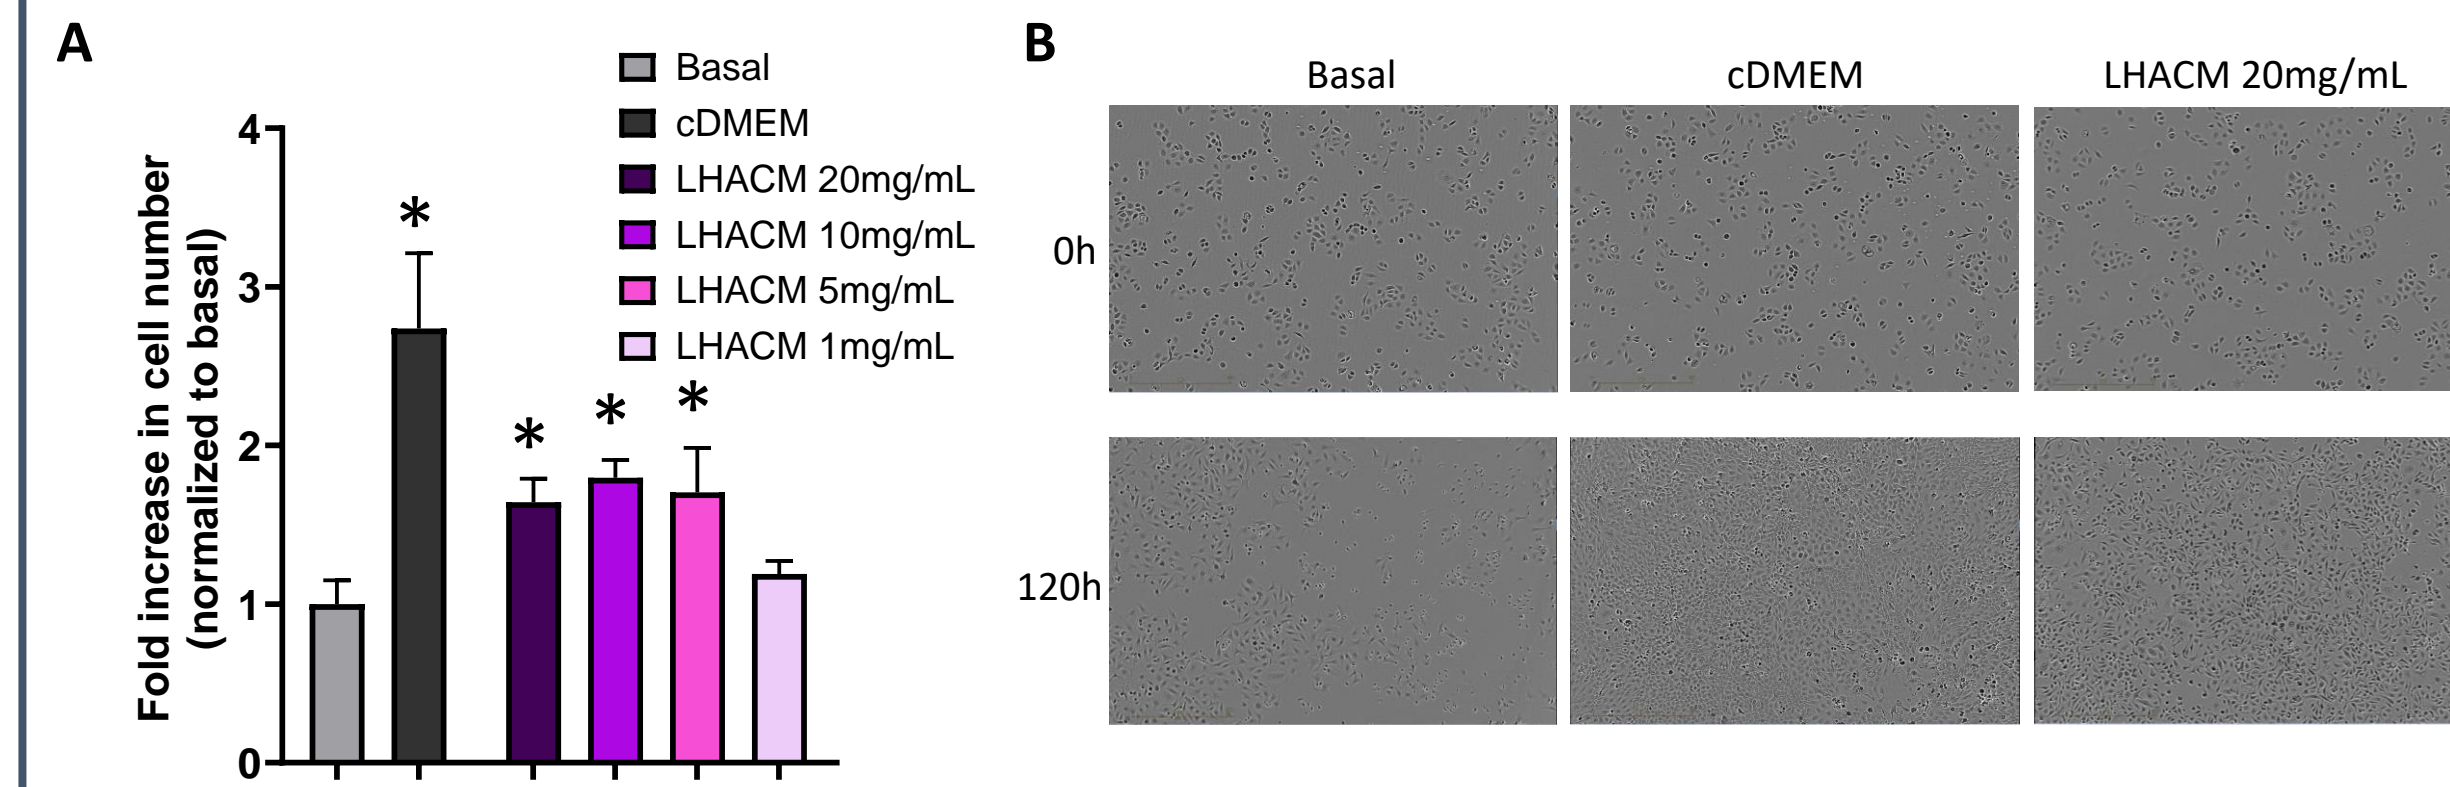 A
Basal
cDMEM
LHACM 20mg/mL
LHACM 10mg/mL
LHACM 5mg/mL
LHACM 1mg/mL
Fold increase in cell number
(normalized to basal)
4
3
2
1
0
*
*
*
*
B
Basal
cDMEM
LHACM 20mg/mL
0h
120h